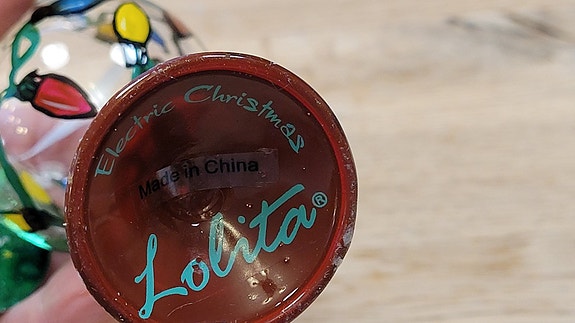 Electric Christmas
Made in China
Lolita®